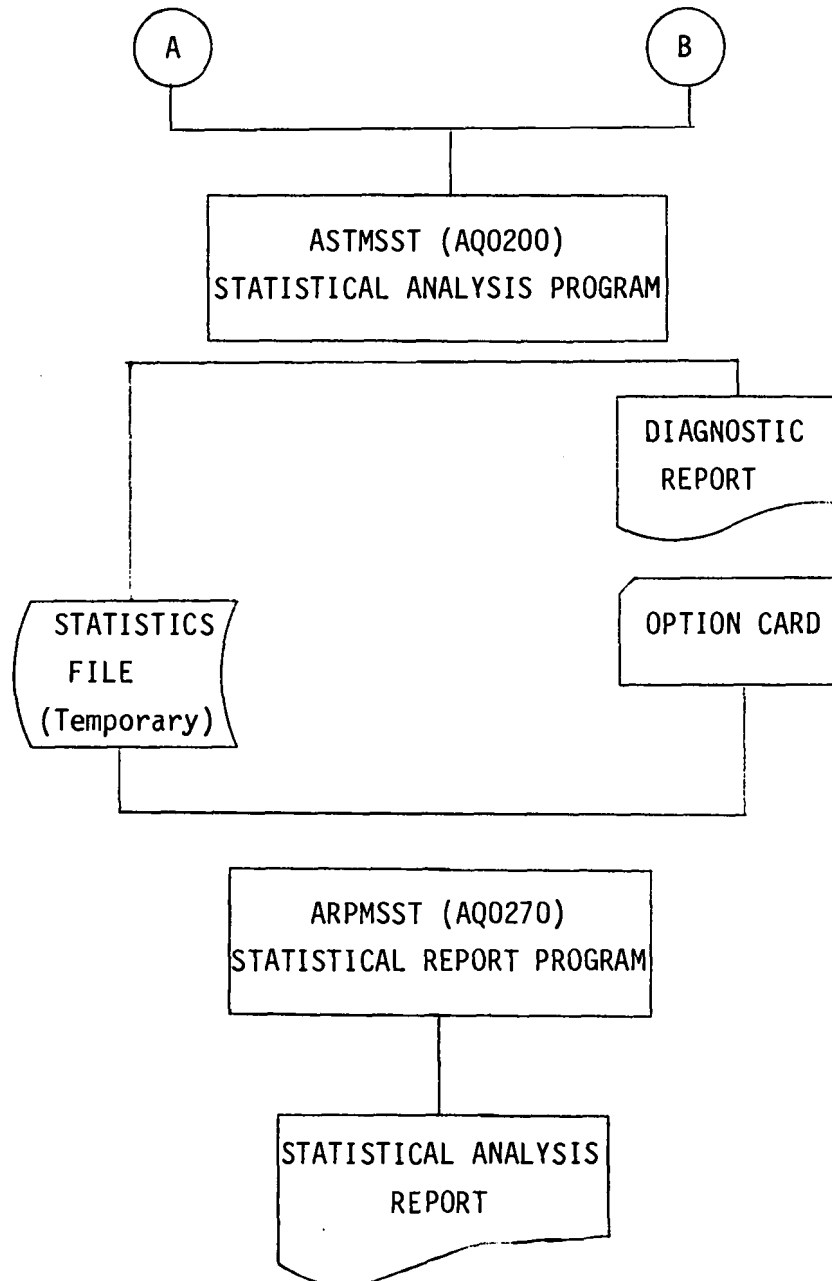 A
B
ASTMSST (AQ0200)
STATISTICAL ANALYSIS PROGRAM
DIAGNOSTIC
REPORT
STATISTICS
FILE
(Temporary)
OPTION CARD
ARPMSST (AQ0270)
STATISTICAL REPORT PROGRAM
STATISTICAL ANALYSIS
REPORT